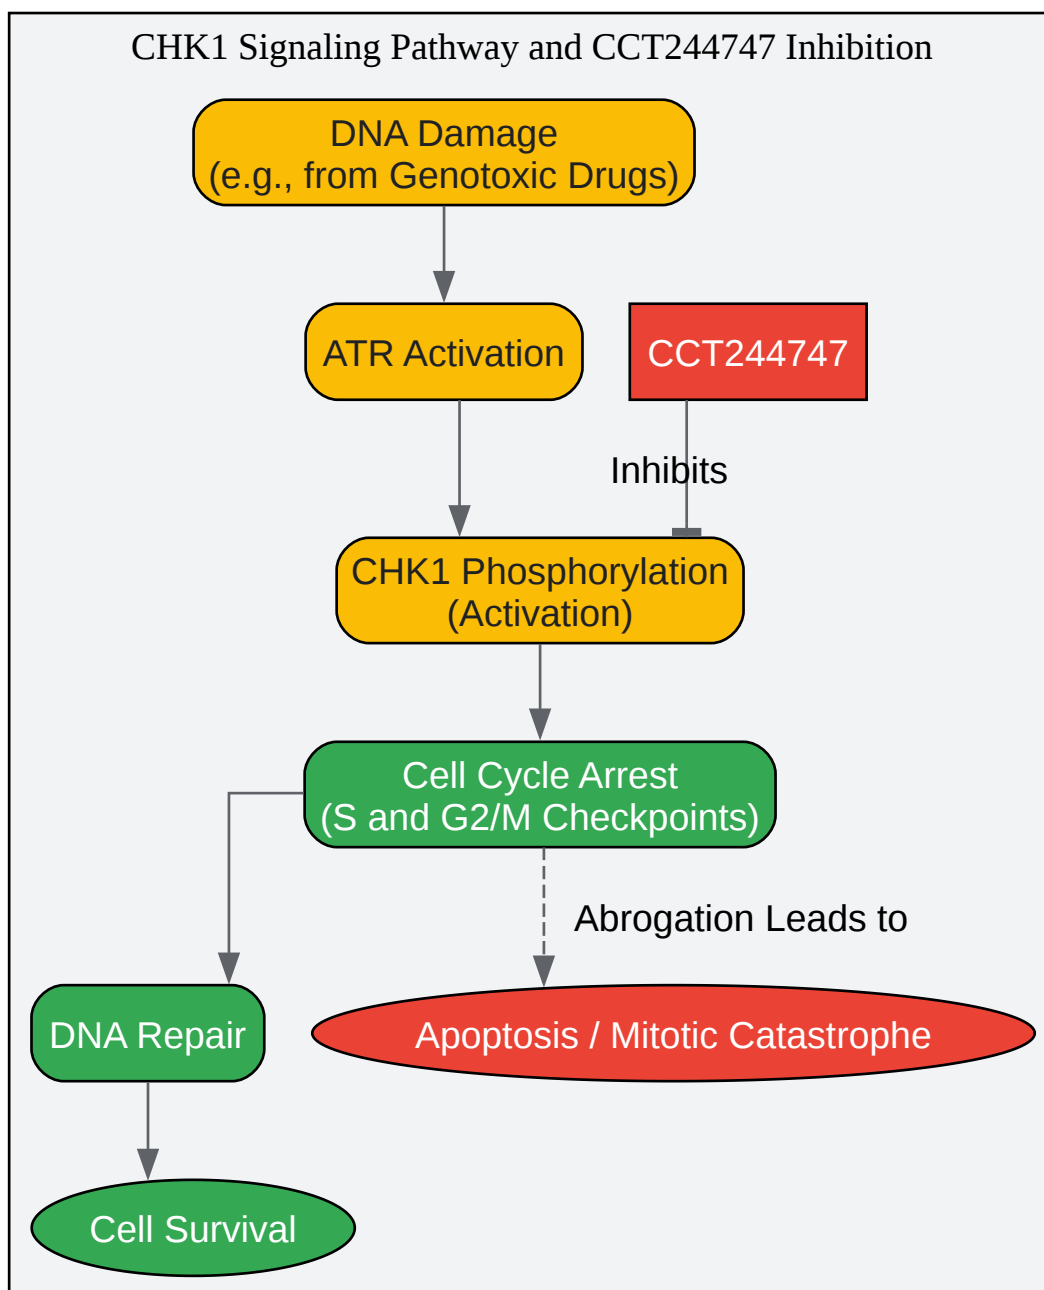 CHK1 Signaling Pathway and CCT244747 Inhibition
DNA Damage
(e.g., from Genotoxic Drugs)
ATR Activation
CCT244747
Inhibits
CHK1 Phosphorylation
(Activation)
Cell Cycle Arrest
(S and G2/M Checkpoints)
Abrogation Leads to
DNA Repair
Apoptosis / Mitotic Catastrophe
Cell Survival